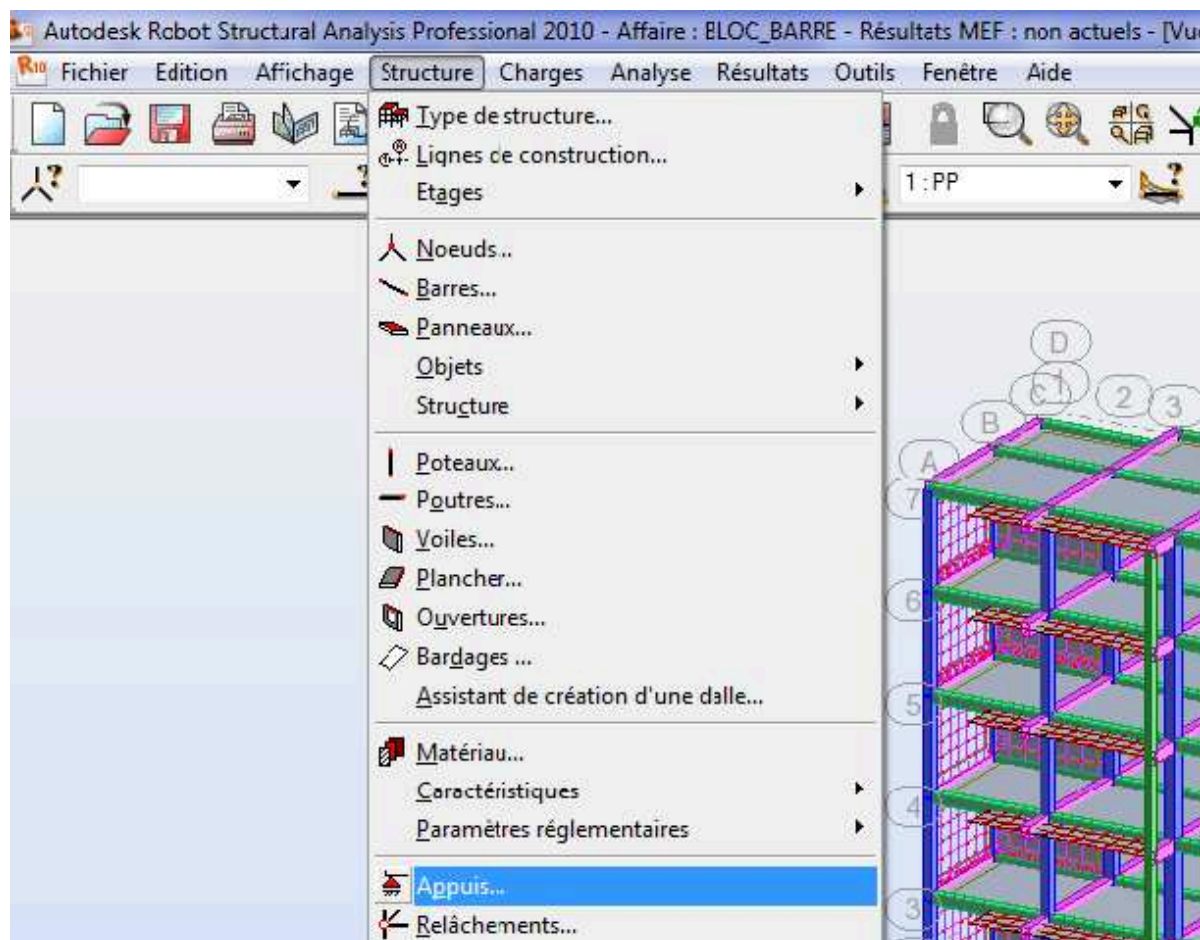 Autodesk Robot Structural Analysis Professional 2010 - Affaire : BLOC_BARRE - Résultats MEF : non actuels - [Vue
R10 Fichier Edition Affichage Structure Charges Analyse Résultats Outils Fenêtre Aide
Type de structure...
Lignes de construction...
Etages
1 : PP
Noeuds...
Barres...
Panneaux...
Objets
Structure
Poteaux...
Poutres...
Voiles...
Plancher...
Ouvertures...
Bardages ...
Assistant de création d'une dalle...
Matériau...
Caractéristiques
Paramètres réglementaires
Appuis...
Relâchements...
D
C 1 2 3
B
A
7
6
5
4
3